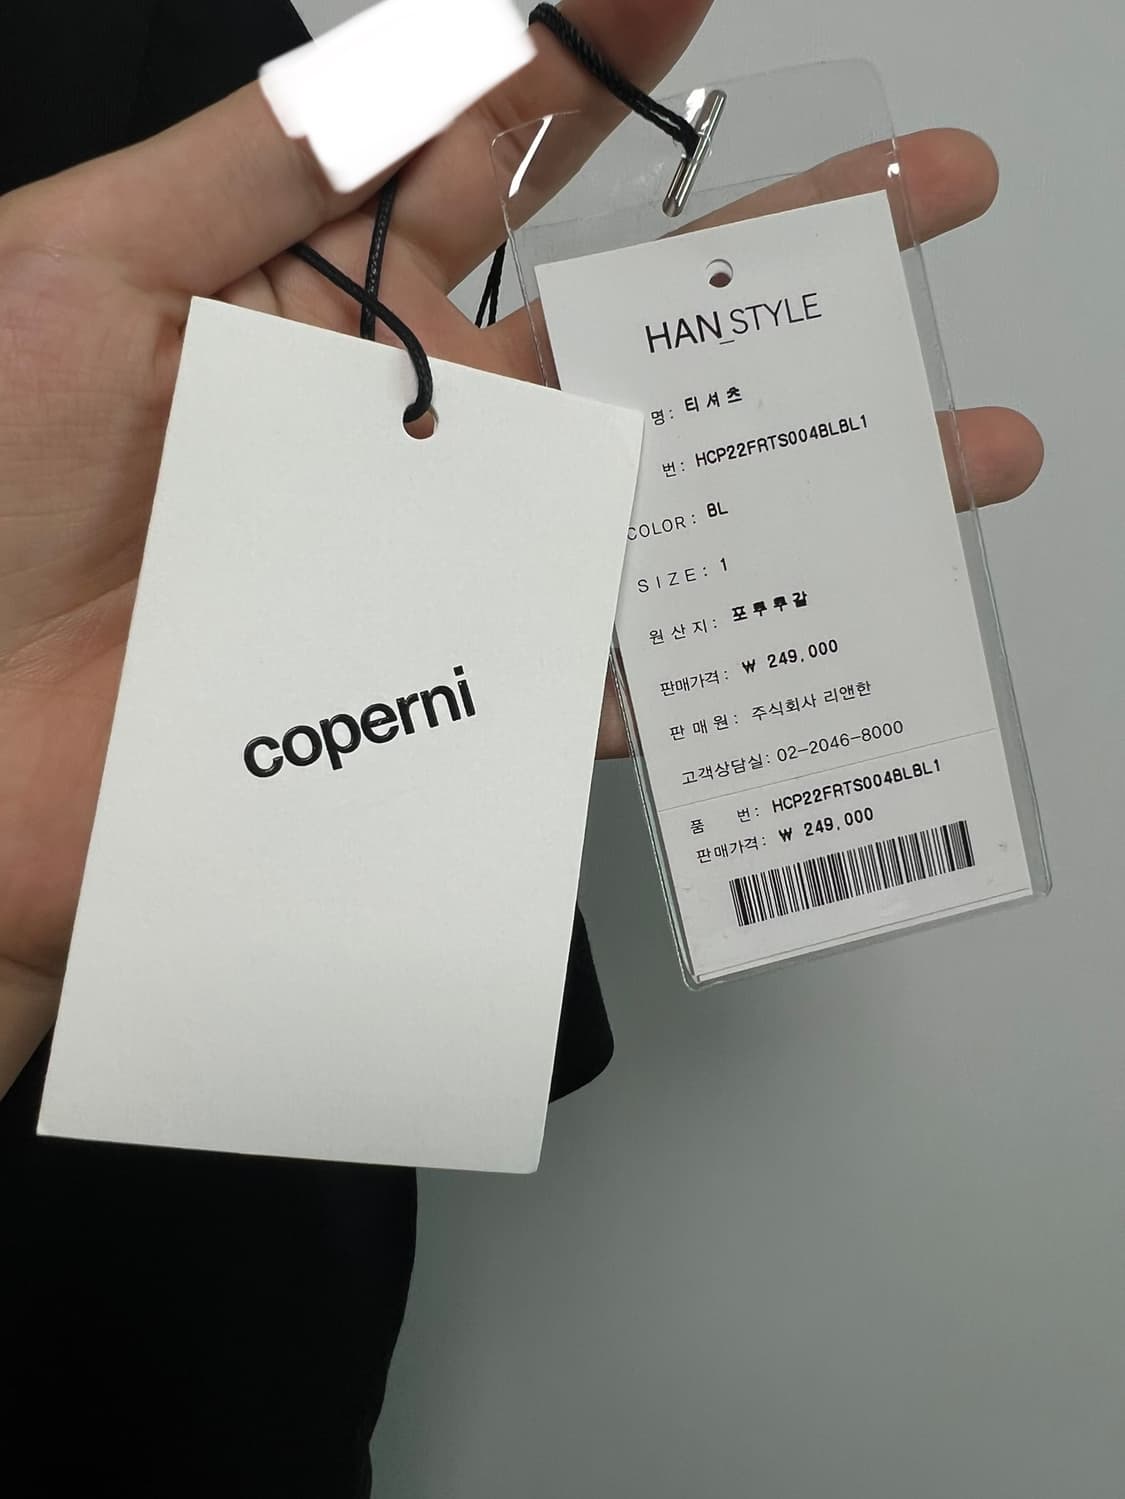 coperni
HAN_STYLE
명: 티셔츠
번: HCP22FRTS004BLBL1
COLOR: BL
SIZE: 1
원산지: 포루투갈
판매가격: ₩ 249,000
판매원: 주식회사 리앤한
고객상담실: 02-2046-8000
품 번: HCP22FRTS004BLBL1
판매가격: ₩ 249,000